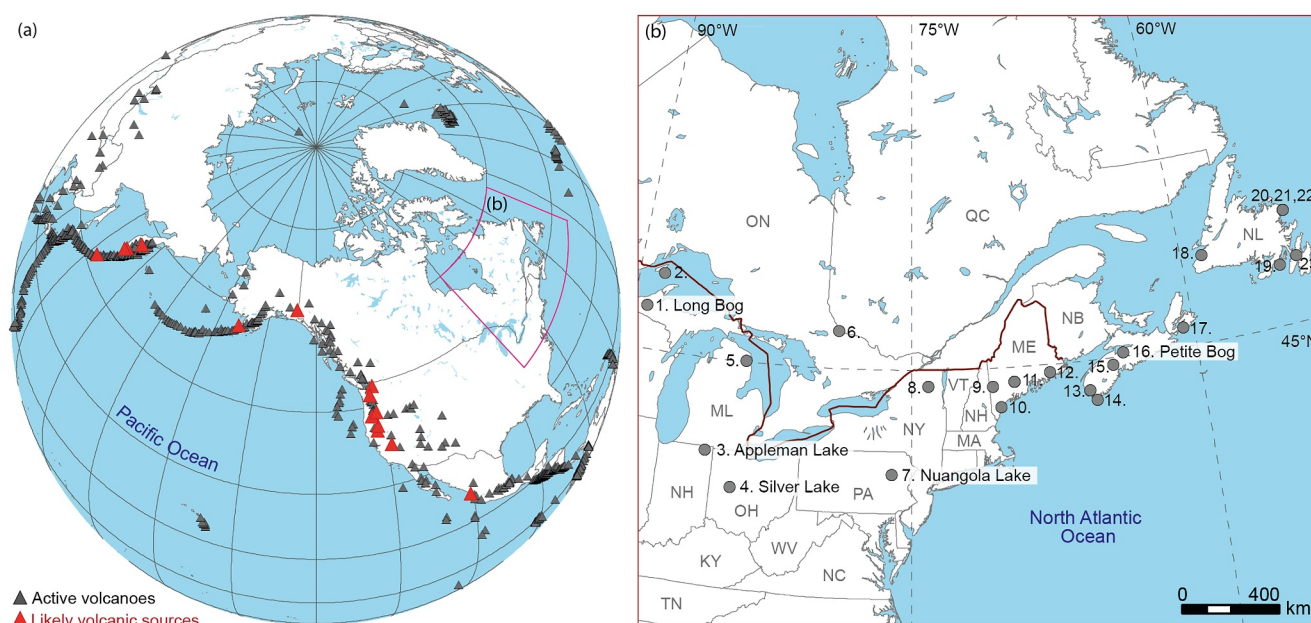 (a)
(b)
Pacific Ocean
Active volcanoes
Likely volcanic sources
(b)
90°W
75°W
60°W
45°N
ON
QC
NL
20,21,22
18.
19.
2.
1. Long Bog
6.
5.
ML
NB
ME
17.
16. Petite Bog
15.
13.
14.
12.
11.
10.
9.
8.
VT
NH
NY
MA
3. Appleman Lake
4. Silver Lake
7. Nuangola Lake
NH
OH
PA
KY
WV
NC
TN
North Atlantic
Ocean
0 400
km